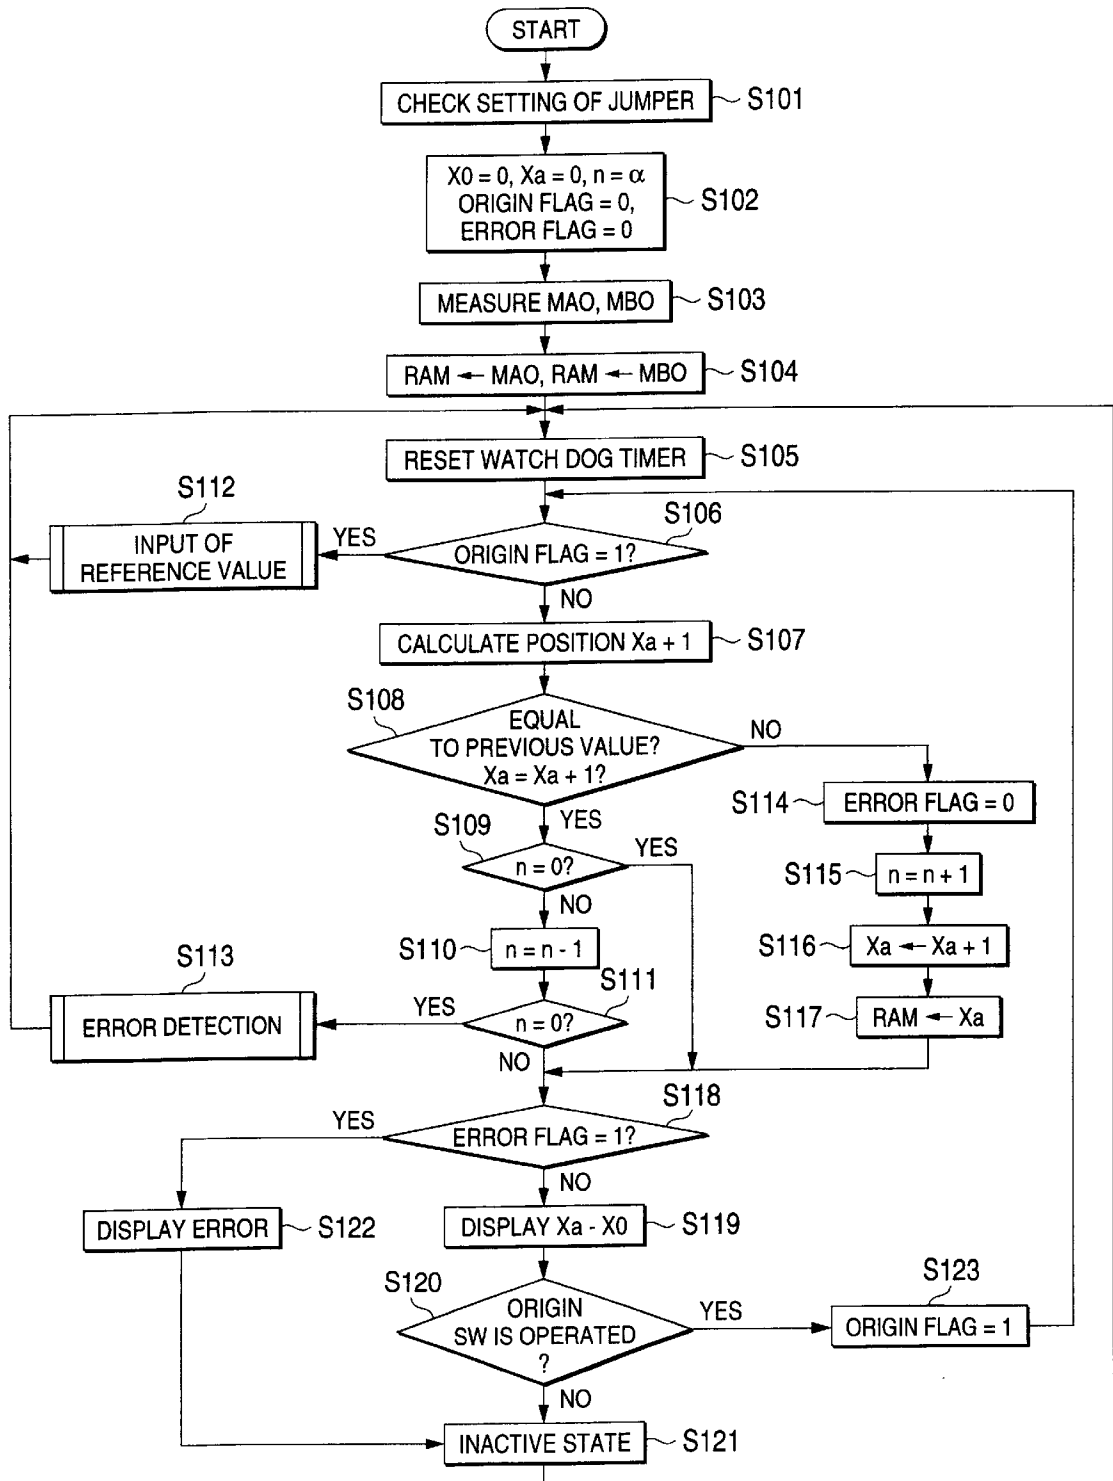 START
CHECK SETTING OF JUMPER
S101
X0 = 0, Xa = 0, n = α
ORIGIN FLAG = 0,
ERROR FLAG = 0
S102
MEASURE MAO, MBO
S103
RAM ← MAO, RAM ← MBO
S104
RESET WATCH DOG TIMER
S105
S112
INPUT OF
REFERENCE VALUE
YES
S106
ORIGIN FLAG = 1?
NO
CALCULATE POSITION Xa + 1
S107
S108
EQUAL
TO PREVIOUS VALUE?
Xa = Xa + 1?
NO
YES
S114
ERROR FLAG = 0
S109
n = 0?
YES
NO
S115
n = n + 1
S110
n = n - 1
S116
Xa ← Xa + 1
S113
ERROR DETECTION
YES
S111
n = 0?
NO
S117
RAM ← Xa
S118
YES
ERROR FLAG = 1?
NO
DISPLAY ERROR
S122
DISPLAY Xa - X0
S119
S120
ORIGIN
SW IS OPERATED
?
YES
NO
S123
ORIGIN FLAG = 1
INACTIVE STATE
S121